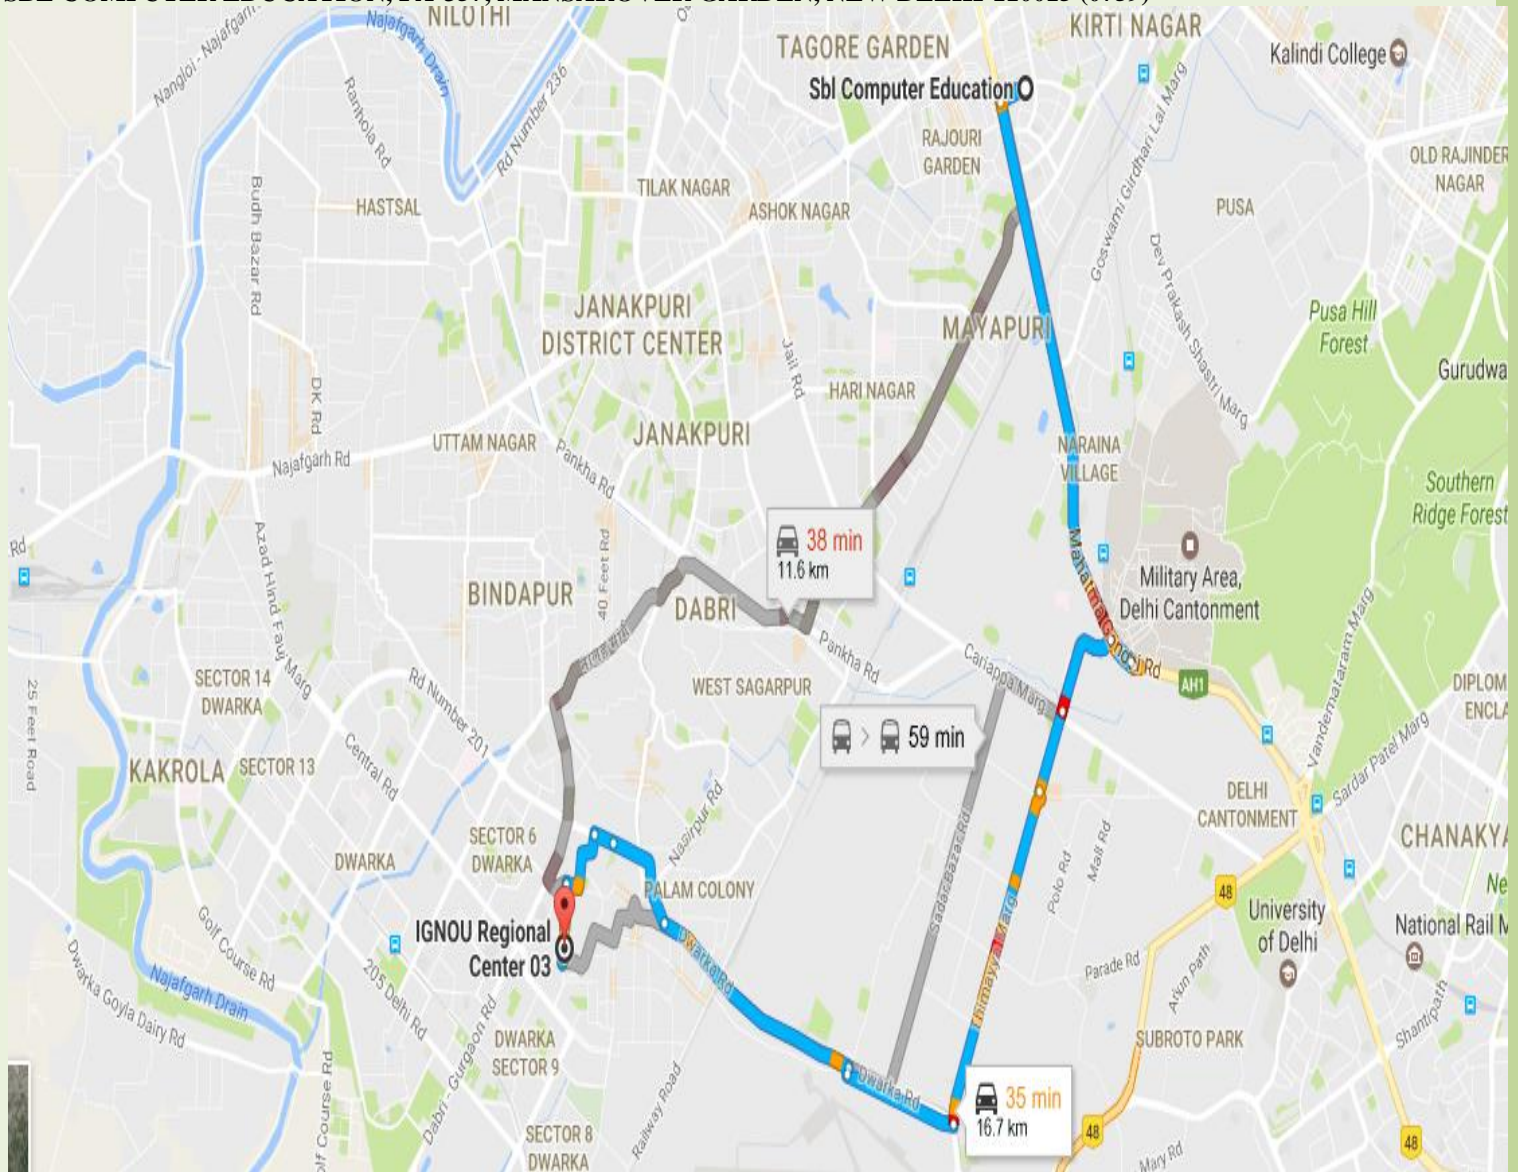 NILOTHI
Najafgarh Drain
Nangloi - Najafgarh
TAGORE GARDEN
KIRTI NAGAR
Kalindi College
Sbl Computer Education
Ranhola Rd
Rd Number 236
RAJOURI
GARDEN
Goswami Girdhari Lal Marg
OLD RAJINDER
NAGAR
TILAK NAGAR
HASTSAL
ASHOK NAGAR
PUSA
Budh Bazar Rd
Dev Prakash Shastri Marg
JANAKPURI
DISTRICT CENTER
MAYAPURI
Pusa Hill
Forest
Jail Rd
Gurudwa
DK Rd
HARI NAGAR
UTTAM NAGAR
JANAKPURI
NARAINA
VILLAGE
Najafgarh Rd
Pankha Rd
Southern
Ridge Forest
38 min
11.6 km
Rd
Azad Hind Fauj Marg
40 Feet Rd
Mahatma Gandhi Rd
Military Area,
Delhi Cantonment
BINDAPUR
DABRI
Pankha Rd
Cariappa Marg
AH1
Vandemataram Marg
SECTOR 14
DWARKA
Rd Number 201
WEST SAGARPUR
DIPLOM
ENCLA
25 Feet Road
59 min
Sardar Patel Marg
KAKROLA
SECTOR 13
Central Rd
DELHI
CANTONMENT
Nasirpur Rd
Sadar Bazar Rd
Polo Rd
Mall Rd
CHANAKYA
SECTOR 6
DWARKA
DWARKA
PALAM COLONY
48
Ne
University
of Delhi
National Rail M
IGNOU Regional
Center 03
Golf Course Rd
Dwarka Rd
Thimayya Marg
Parade Rd
Arjun Path
Dwarka Goyla Dairy Rd
Najafgarh Drain
205 Delhi Rd
Shantipath
DWARKA
SECTOR 9
Dabri - Gurgaon Rd
SUBROTO PARK
Golf Course Rd
Railway Road
Dwarka Rd
35 min
16.7 km
SECTOR 8
DWARKA
48
48
Mary Rd